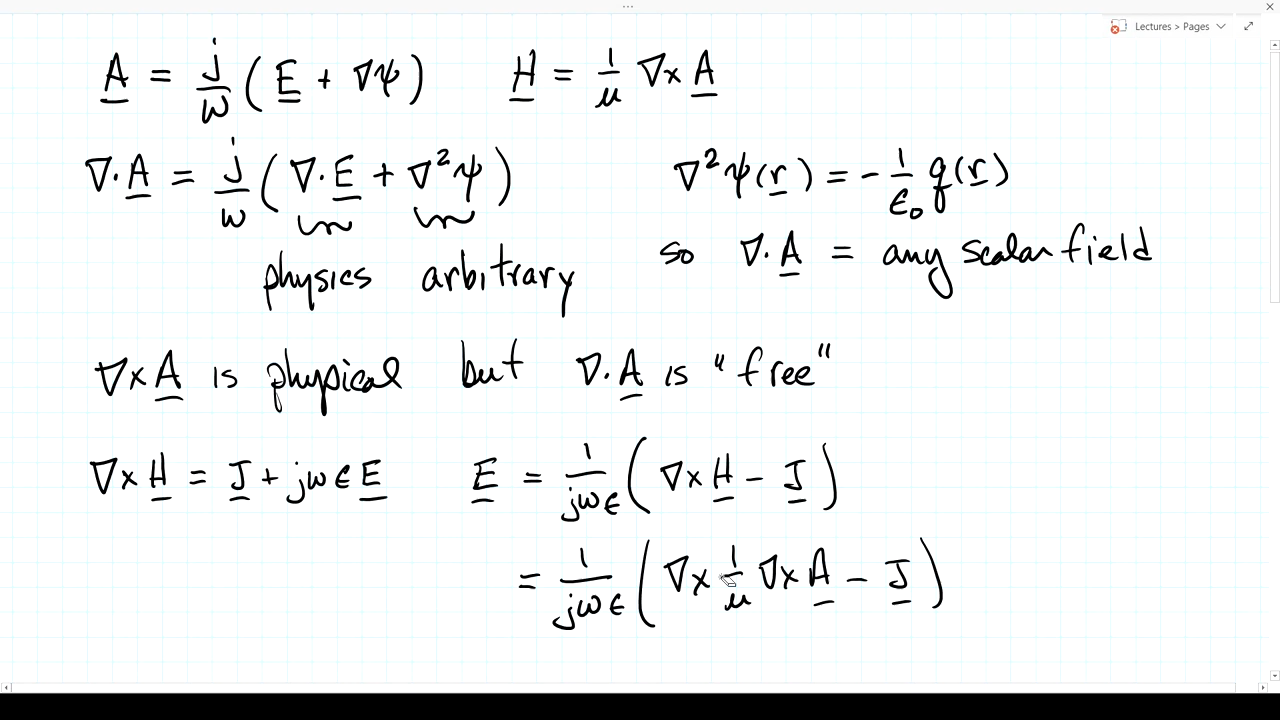 Lectures > Pages
A = j/ω ( E + ∇ψ )    H = 1/μ ∇× A
∇· A = j/ω ( ∇· E + ∇²ψ )    ∇²ψ(r) = - 1/ε₀ q(r)
physics arbitrary    so ∇· A = any scalar field
∇× A is physical but ∇· A is "free"
∇× H = J + jωε E    E = 1/jωε ( ∇× H - J )
= 1/jωε ( ∇× 1/μ ∇× A - J )